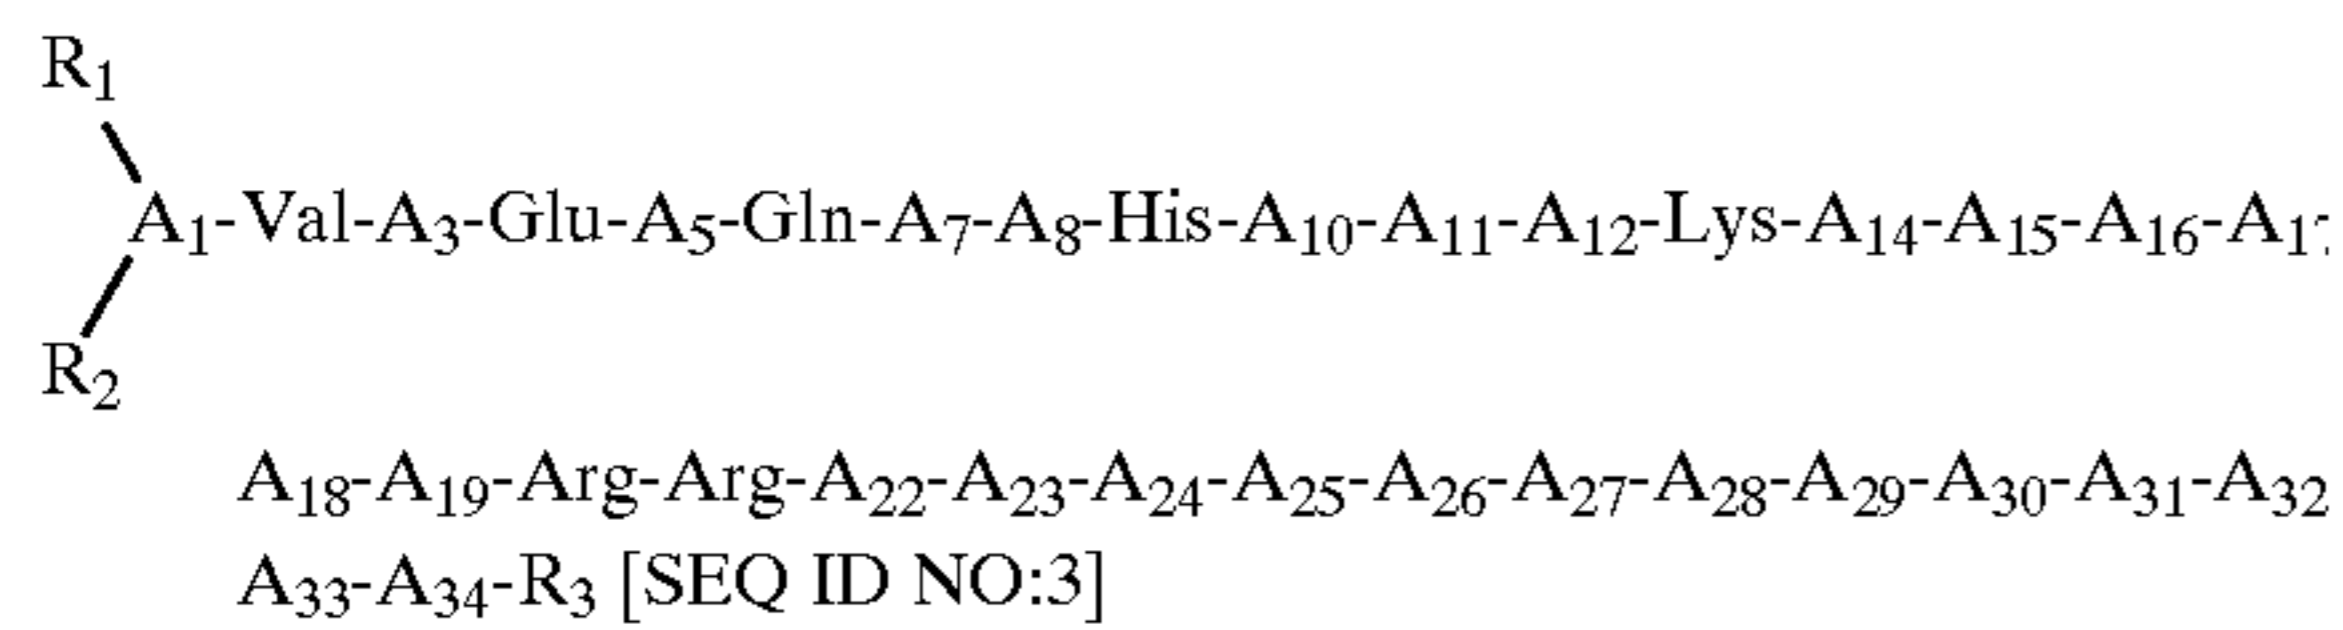 R1
A1-Val-A3-Glu-A5-Gln-A7-A8-His-A10-A11-A12-Lys-A14-A15-A16-
R2
A18-A19-Arg-Arg-A22-A23-A24-A25-A26-A27-A28-A29-A30-A31-A32
A33-A34-R3 [SEQ ID NO:3]